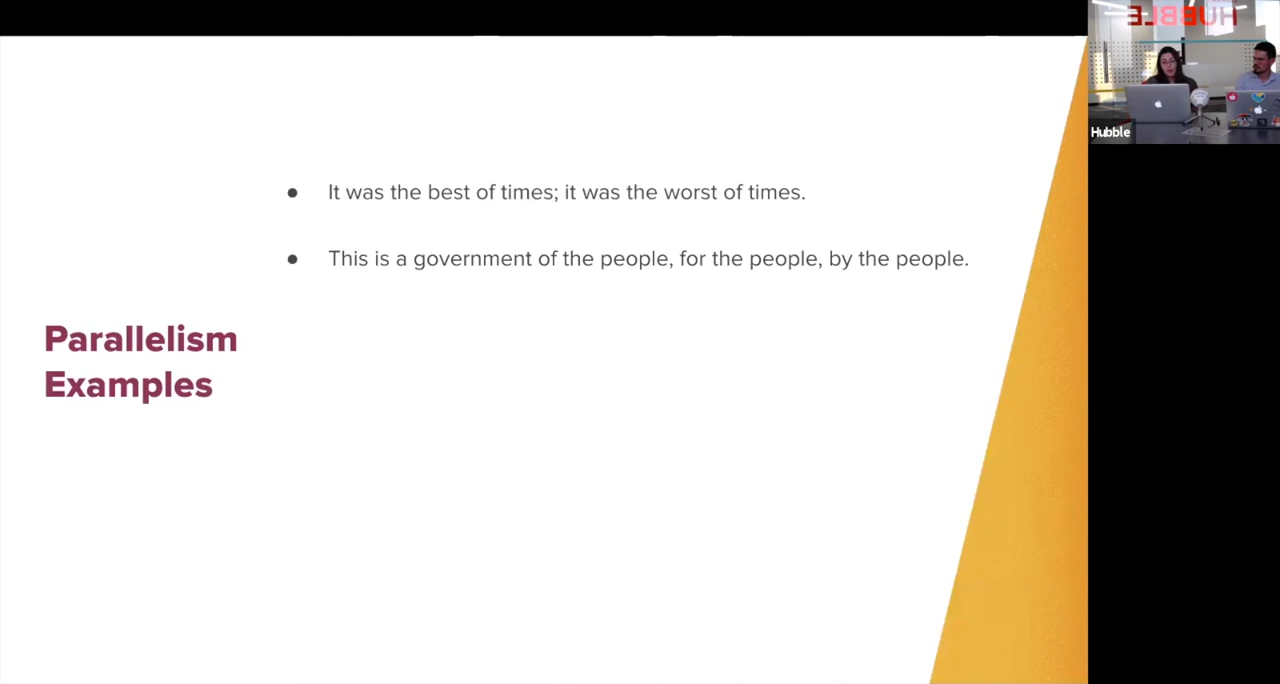 HUBBLE
Hubble
It was the best of times; it was the worst of times.
This is a government of the people, for the people, by the people.
Parallelism
Examples